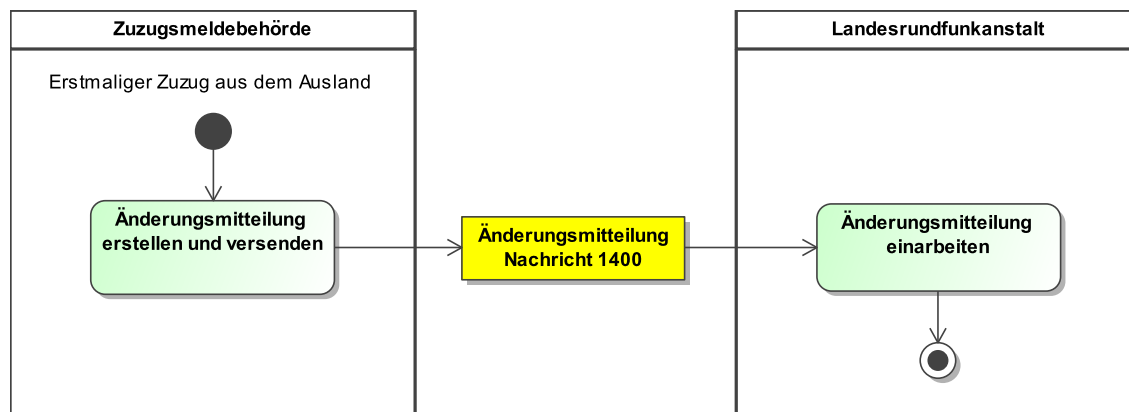 Zuzugsmeldebehörde
Landesrundfunkanstalt
Erstmaliger Zuzug aus dem Ausland
Änderungsmitteilung
erstellen und versenden
Änderungsmitteilung
Nachricht 1400
Änderungsmitteilung
einarbeiten